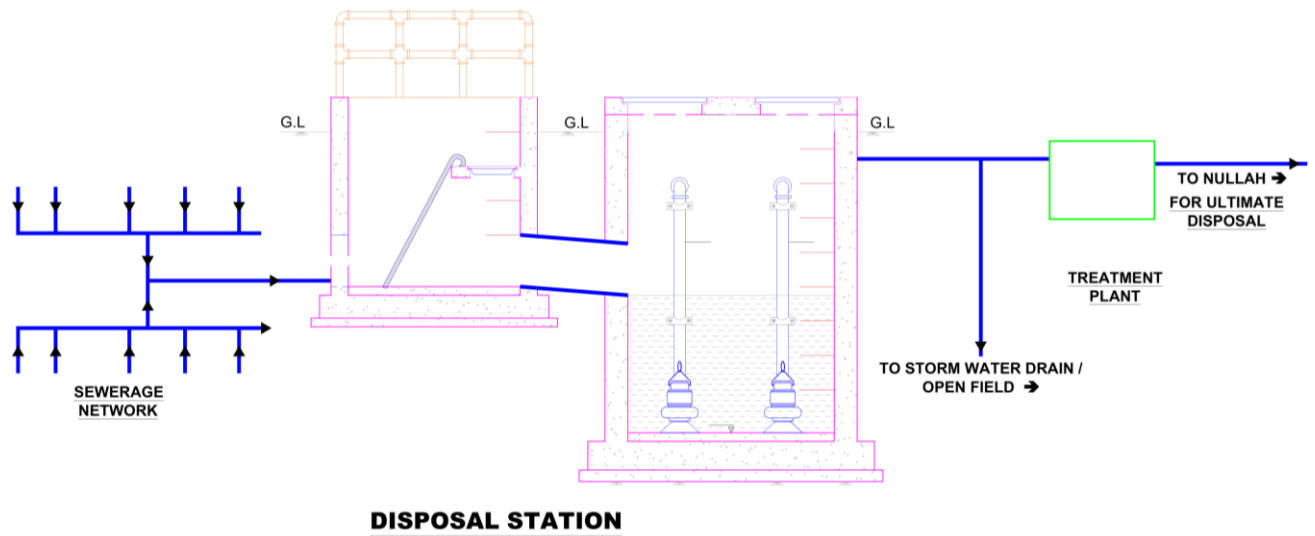 G.L
G.L
G.L
TO NULLAH ➔
FOR ULTIMATE
DISPOSAL
TREATMENT
PLANT
TO STORM WATER DRAIN /
OPEN FIELD ➔
SEWERAGE
NETWORK
DISPOSAL STATION